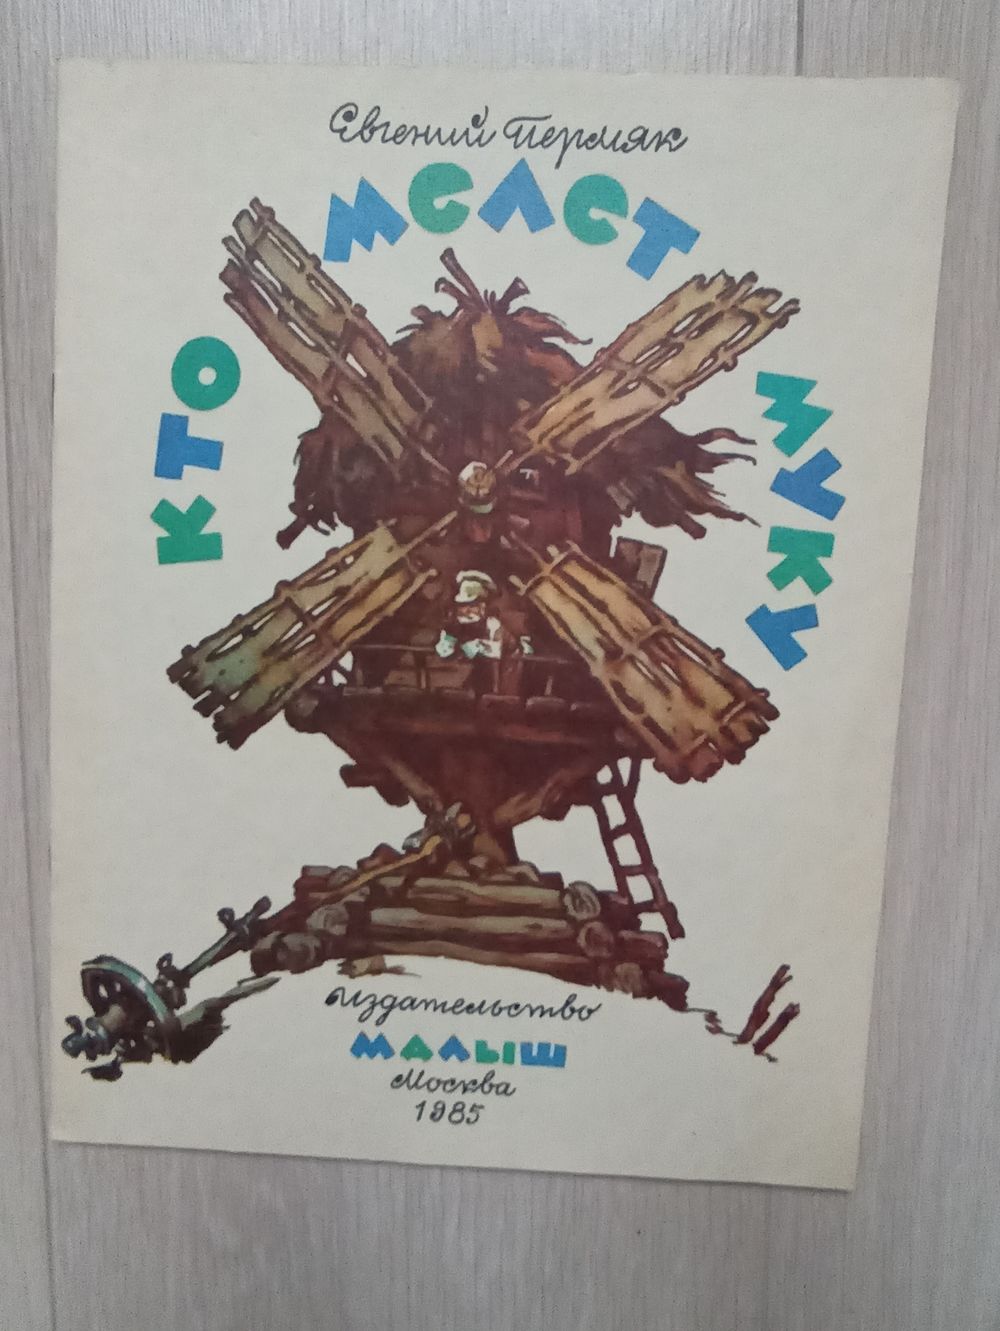 Евгений Пермяк
КТО МЕЛЕТ МУКУ
Издательство
МАЛЫШ
Москва
1985